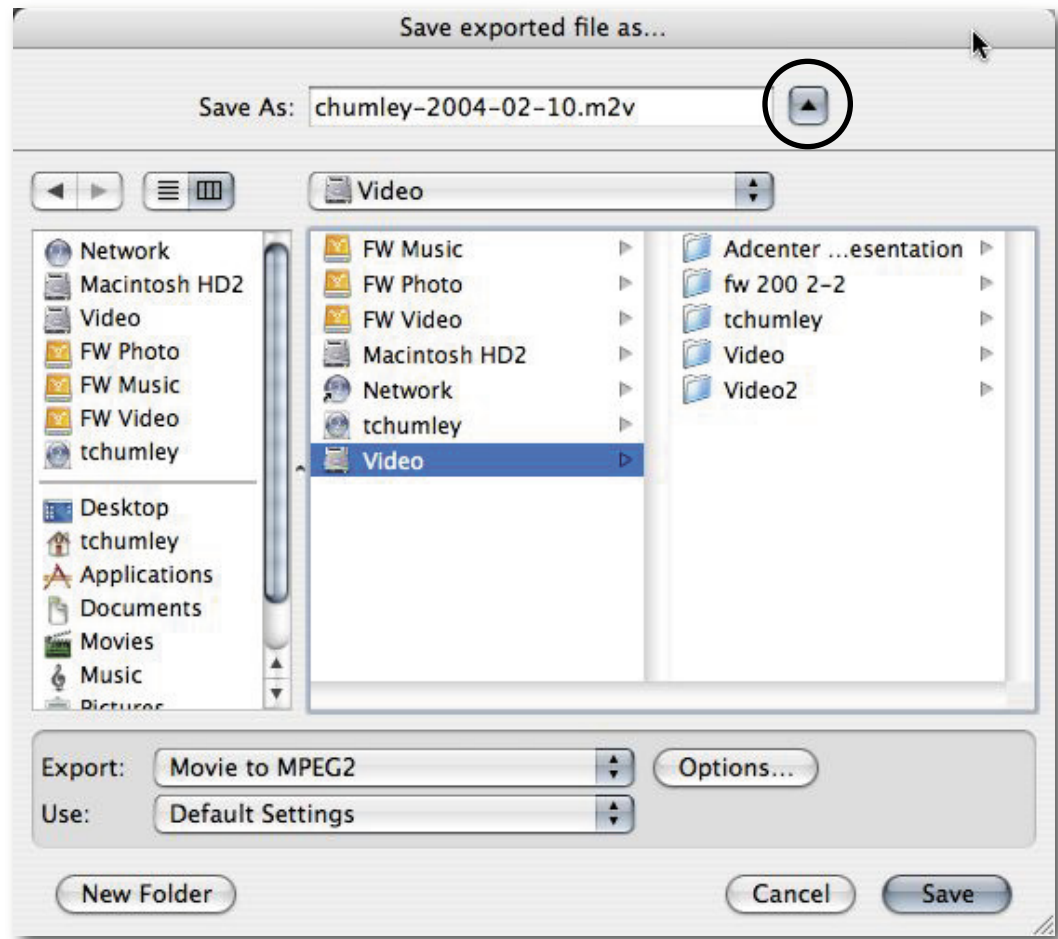 Save exported file as...
Save As: chumley-2004-02-10.m2v
Video
Network
Macintosh HD2
Video
FW Photo
FW Music
FW Video
tchumley
Desktop
tchumley
Applications
Documents
Movies
Music
Pictures
FW Music
FW Photo
FW Video
Macintosh HD2
Network
tchumley
Video
Adcenter ...esentation
fw 200 2-2
tchumley
Video
Video2
Export: Movie to MPEG2 Options...
Use: Default Settings
New Folder Cancel Save